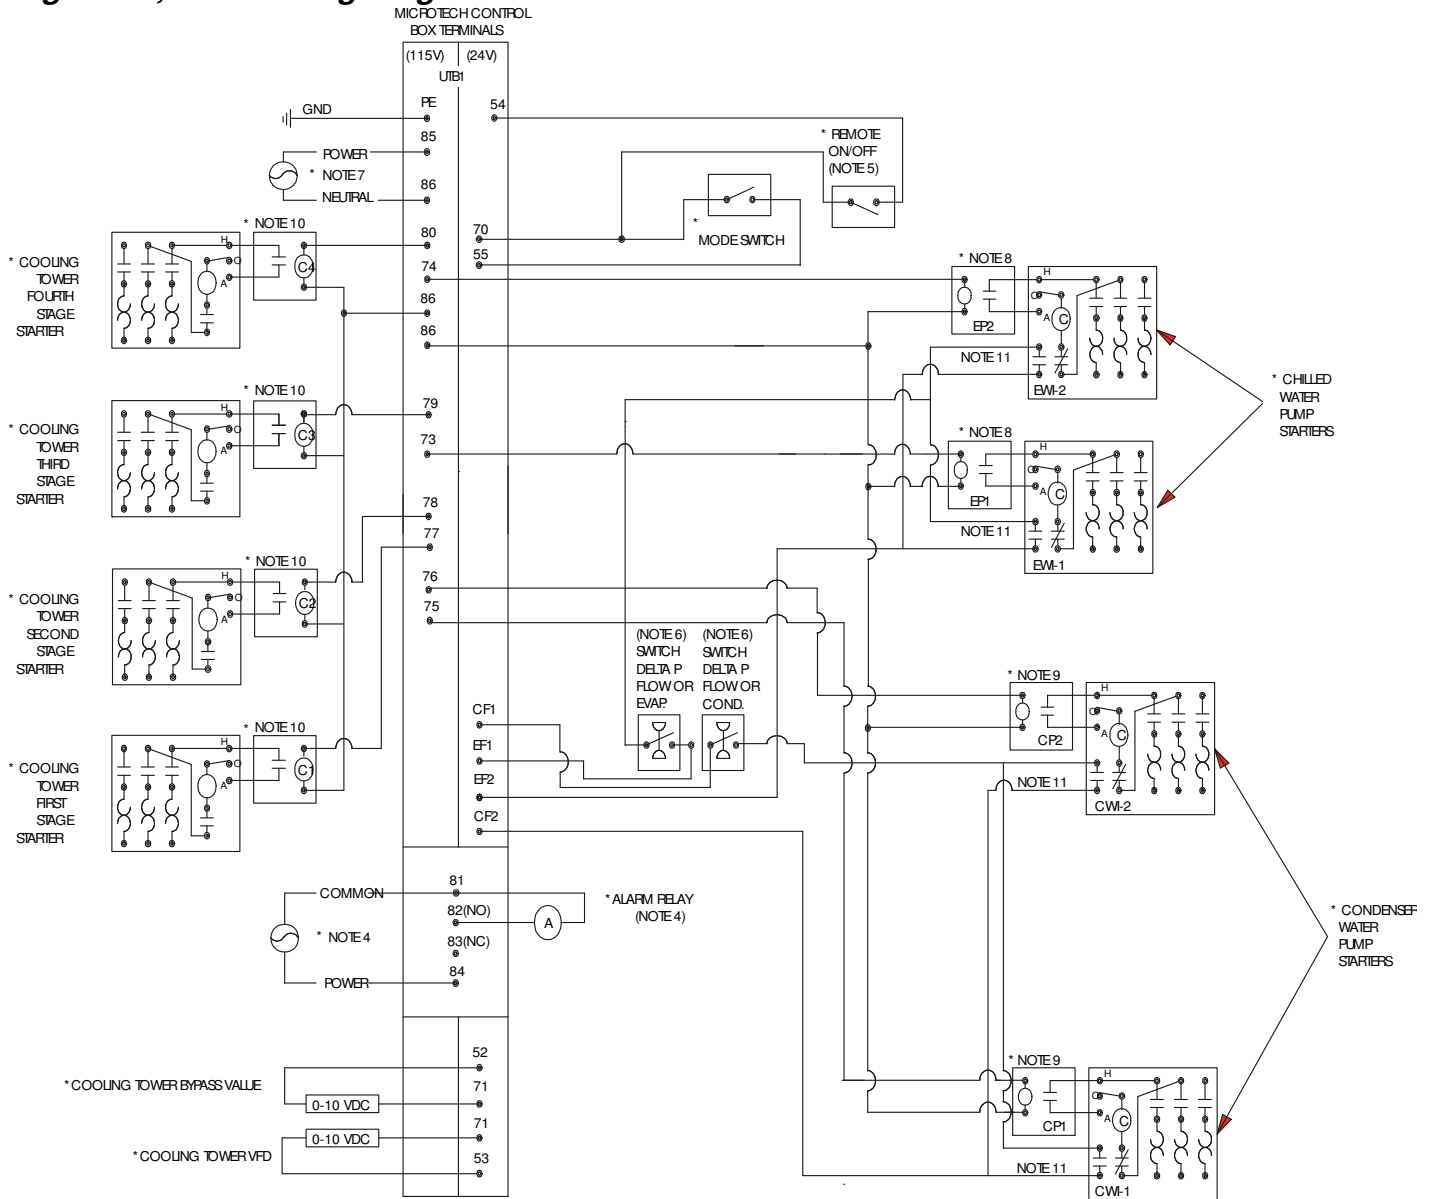 MICROTECH CONTROL
BOX TERMINALS
(115V) (24V)
UTB1
PE
54
GND
85
POWER
* NOTE 7
86
NEUTRAL
* REMOTE
ON/OFF
(NOTE 5)
* NOTE 10
80
70
*
MODE SWITCH
55
H
O
A
C4
* COOLING
TOWER
FOURTH
STAGE
STARTER
74
86
86
* NOTE 8
EP2
H
O
A
C
NOTE 11
EWI-2
* CHILLED
WATER
PUMP
STARTERS
* NOTE 10
79
H
O
A
C3
* COOLING
TOWER
THIRD
STAGE
STARTER
73
* NOTE 8
EP1
H
O
A
C
NOTE 11
EWI-1
78
77
76
75
* NOTE 10
H
O
A
C2
* COOLING
TOWER
SECOND
STAGE
STARTER
(NOTE 6)
SWITCH
DELTA P
FLOW OR
EVAP.
(NOTE 6)
SWITCH
DELTA P
FLOW OR
COND.
* NOTE 9
CP2
H
O
A
C
NOTE 11
CWI-2
CF1
EF1
EF2
CF2
* NOTE 10
H
O
A
C1
* COOLING
TOWER
FIRST
STAGE
STARTER
COMMON
81
82(NO)
A
83(NC)
84
* NOTE 4
POWER
* ALARM RELAY
(NOTE 4)
* CONDENSER
WATER
PUMP
STARTERS
52
* COOLING TOWER BYPASS VALUE
71
0-10 VDC
71
0-10 VDC
* COOLING TOWER VFD
53
* NOTE 9
CP1
H
O
A
C
NOTE 11
CWI-1